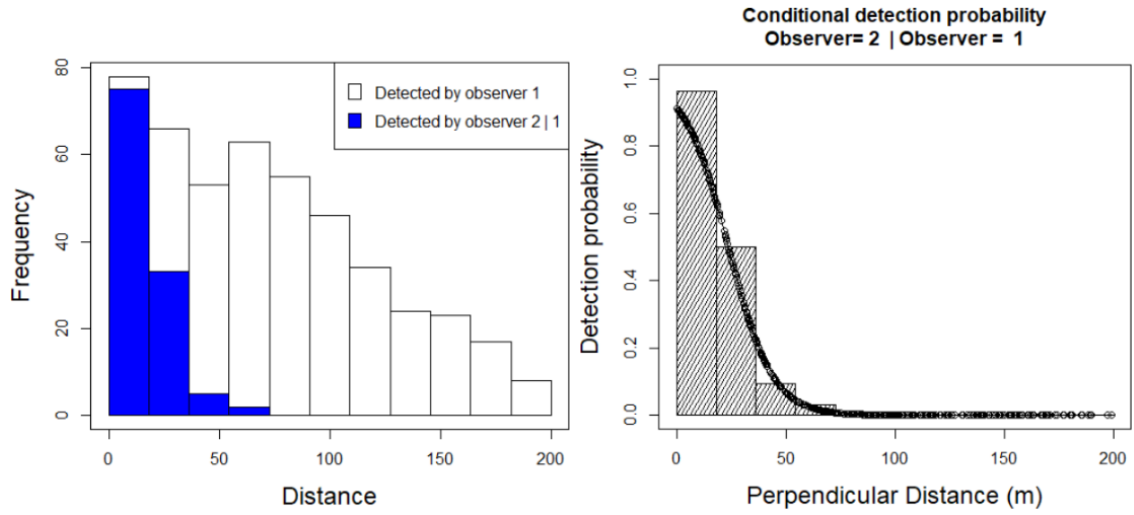 80
60
40
20
0
Frequency
Detected by observer 1
Detected by observer 2 | 1
0
50
100
150
200
Distance
Conditional detection probability
Observer= 2 | Observer = 1
1.0
0.8
0.6
0.4
0.2
0.0
Detection probability
0
50
100
150
200
Perpendicular Distance (m)